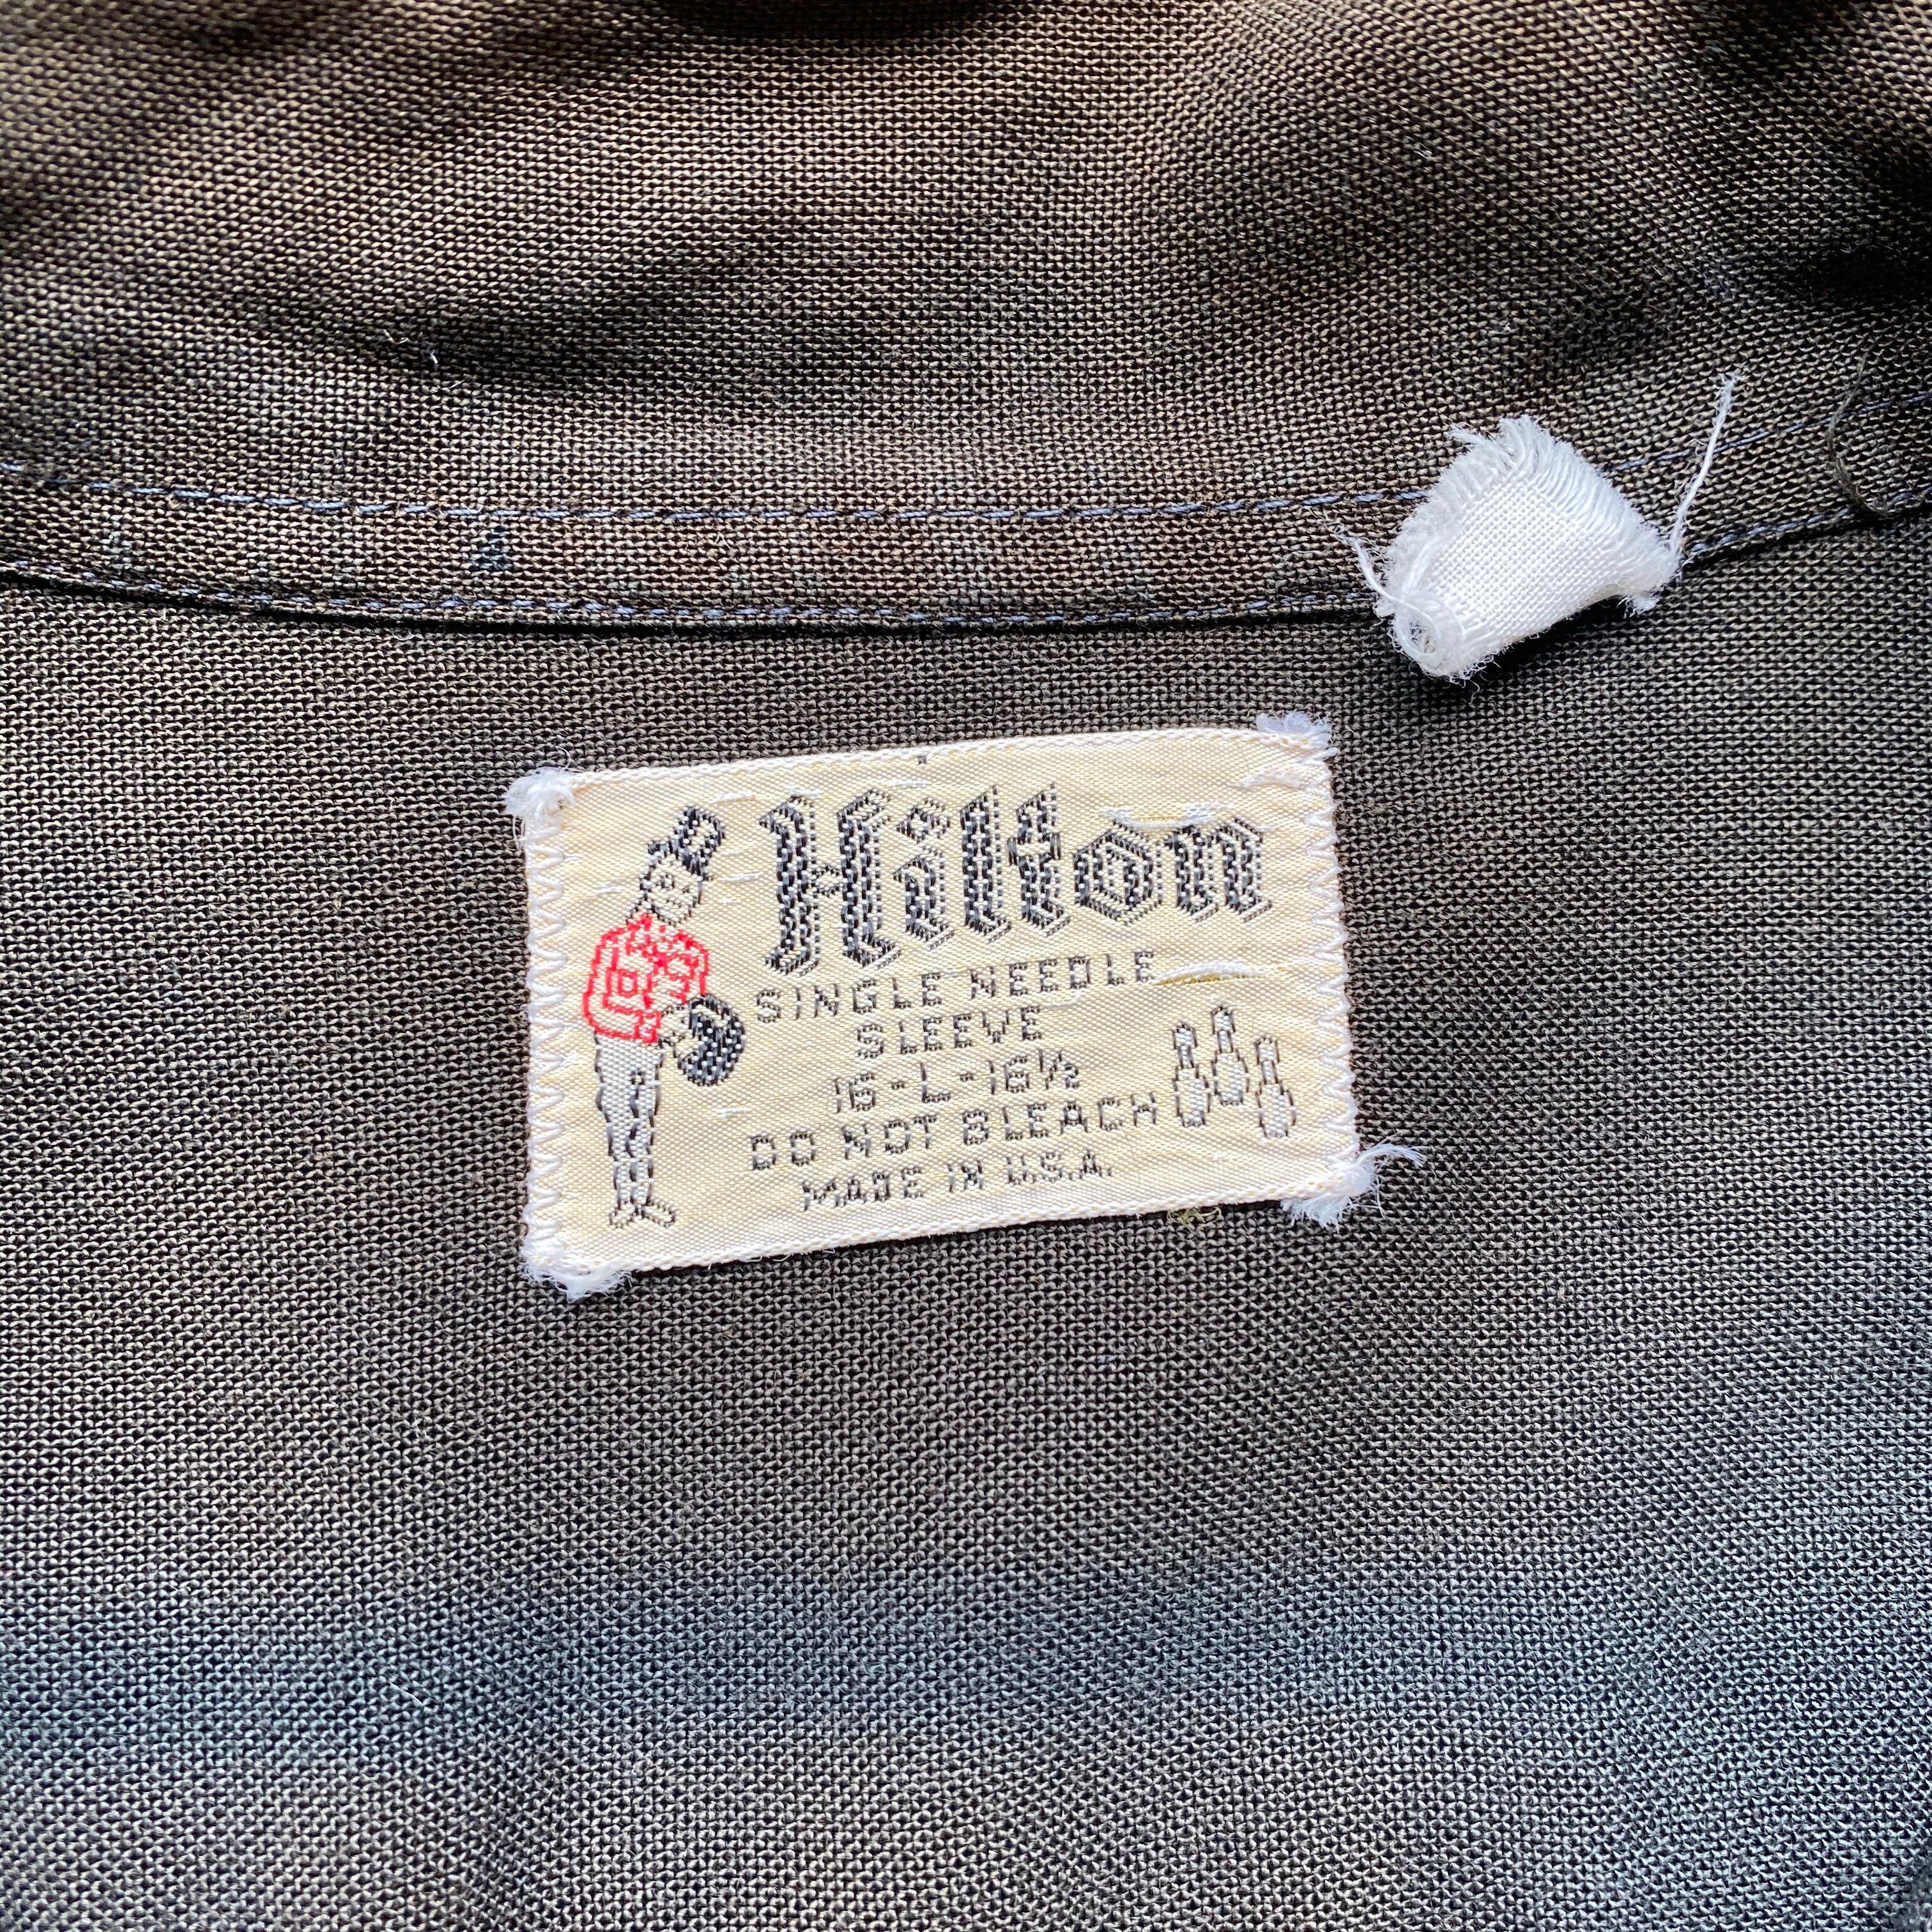 Hilton
SINGLE NEEDLE
SLEEVE
16-L-16½
DO NOT BLEACH
MADE IN U.S.A.